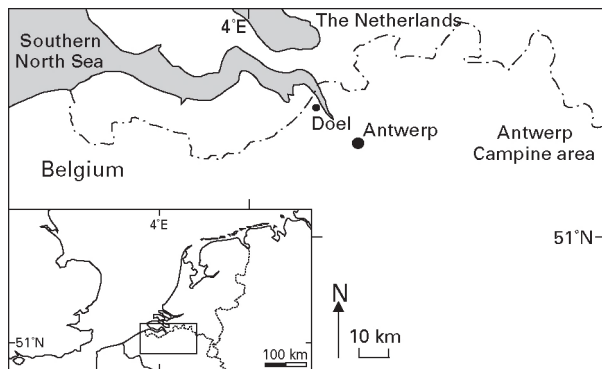 Southern
North Sea
4°E
The Netherlands
Doel
Antwerp
Antwerp
Campine area
Belgium
51°N
4°E
51°N
100 km
N
10 km